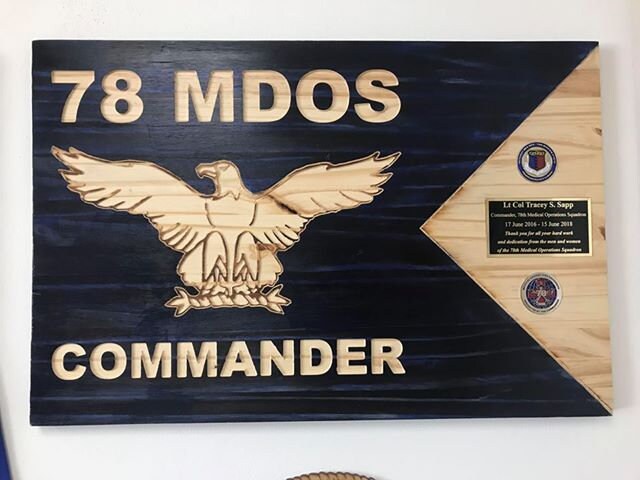 78 MDOS
COMMANDER
Lt Col Tracey S. Sapp
Commander, 78th Medical Operations Squadron
17 June 2016 - 15 June 2018
Thank you for all your hard work
and dedication from the men and women
of the 78th Medical Operations Squadron